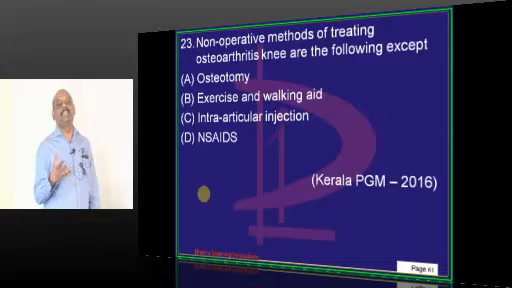 23. Non-operative methods of treating
osteoarthritis knee are the following except
(A) Osteotomy
(B) Exercise and walking aid
(C) Intra-articular injection
(D) NSAIDS
(Kerala PGM – 2016)
Page 61